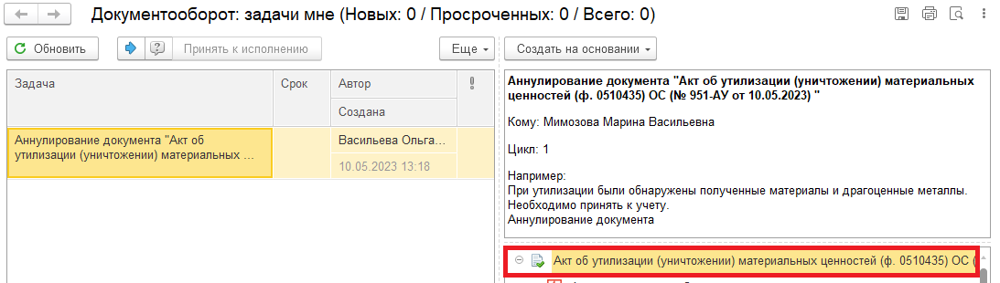 Документооборот: задачи мне (Новых: 0 / Просроченных: 0 / Всего: 0)
Обновить
Принять к исполнению
Еще
Создать на основании
Задача
Срок
Автор
Создана
Аннулирование документа "Акт об
утилизации (уничтожении) материальных ...
Васильева Ольга...
10.05.2023 13:18
Аннулирование документа "Акт об утилизации (уничтожении) материальных
ценностей (ф. 0510435) ОС (№ 951-АУ от 10.05.2023) "
Кому: Мимозова Марина Васильевна
Цикл: 1
Например:
При утилизации были обнаружены полученные материалы и драгоценные металлы.
Необходимо принять к учету.
Аннулирование документа
Акт об утилизации (уничтожении) материальных ценностей (ф. 0510435) ОС (